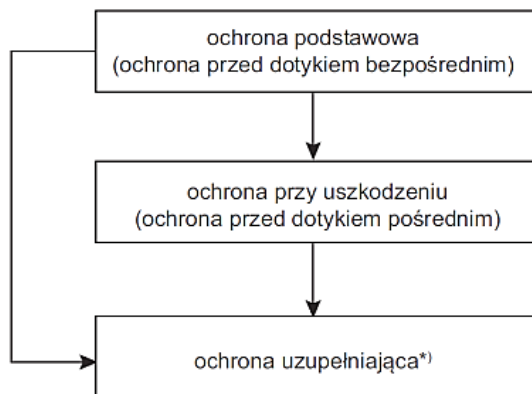 ochrona podstawowa
(ochrona przed dotykiem bezpośrednim)
ochrona przy uszkodzeniu
(ochrona przed dotykiem pośrednim)
ochrona uzupełniająca*)